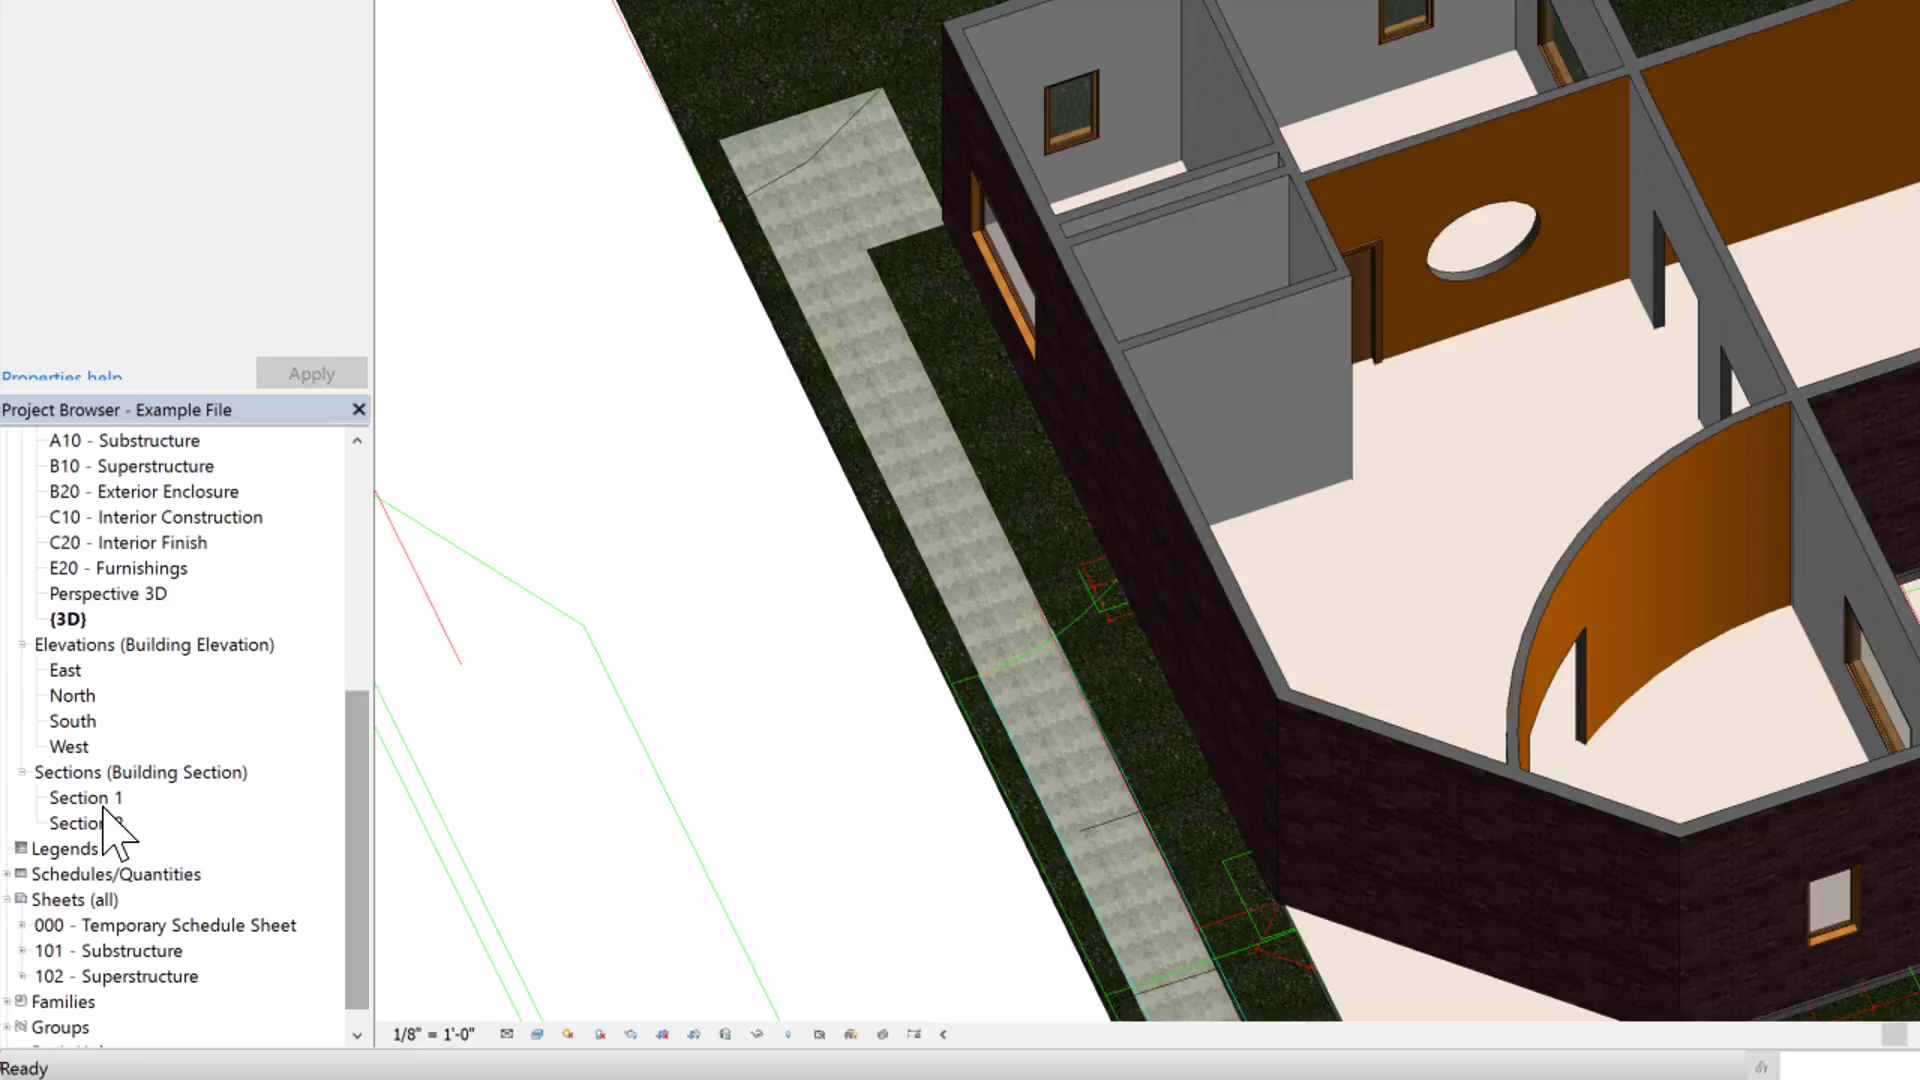 Properties help
Apply
Project Browser - Example File
A10 - Substructure
B10 - Superstructure
B20 - Exterior Enclosure
C10 - Interior Construction
C20 - Interior Finish
E20 - Furnishings
Perspective 3D
{3D}
Elevations (Building Elevation)
East
North
South
West
Sections (Building Section)
Section 1
Section
Legends
Schedules/Quantities
Sheets (all)
000 - Temporary Schedule Sheet
101 - Substructure
102 - Superstructure
Families
Groups
1/8" = 1'-0"
Ready